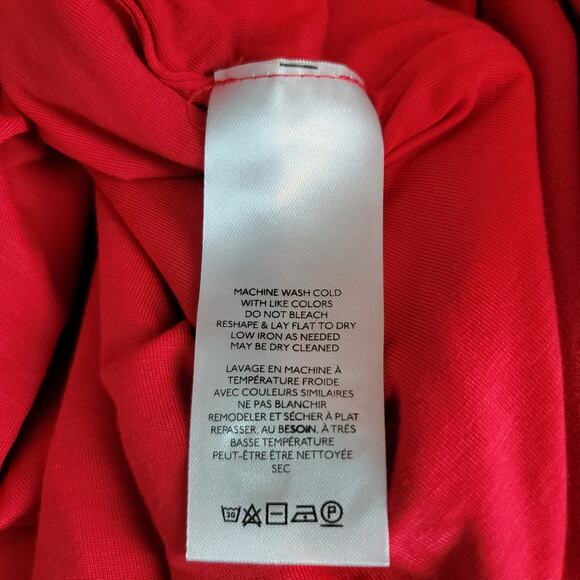 MACHINE WASH COLD
WITH LIKE COLORS
DO NOT BLEACH
RESHAPE & LAY FLAT TO DRY
LOW IRON AS NEEDED
MAY BE DRY CLEANED
LAVAGE EN MACHINE À
TEMPÉRATURE FROIDE
AVEC COULEURS SIMILAIRES
NE PAS BLANCHIR
REMODELER ET SÉCHER À PLAT
REPASSER, AU BESOIN, À TRÉS
BASSE TEMPÉRATURE
PEUT-ÊTRE ÊTRE NETTOYÉE
SEC
30 P